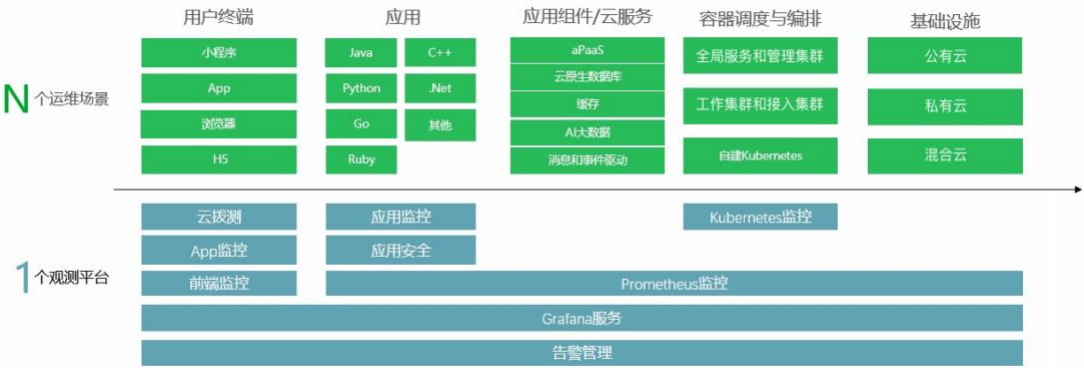 用户终端
应用
应用组件/云服务
容器调度与编排
基础设施
N个运维场景
小程序
App
浏览器
H5
Java
C++
Python
.Net
Go
其他
Ruby
aPaaS
云原生数据库
缓存
AI大数据
消息和事件驱动
全局服务和管理集群
工作集群和接入集群
自建Kubernetes
公有云
私有云
混合云
1个观测平台
云拨测
应用监控
Kubernetes监控
App监控
应用安全
前端监控
Prometheus监控
Grafana服务
告警管理